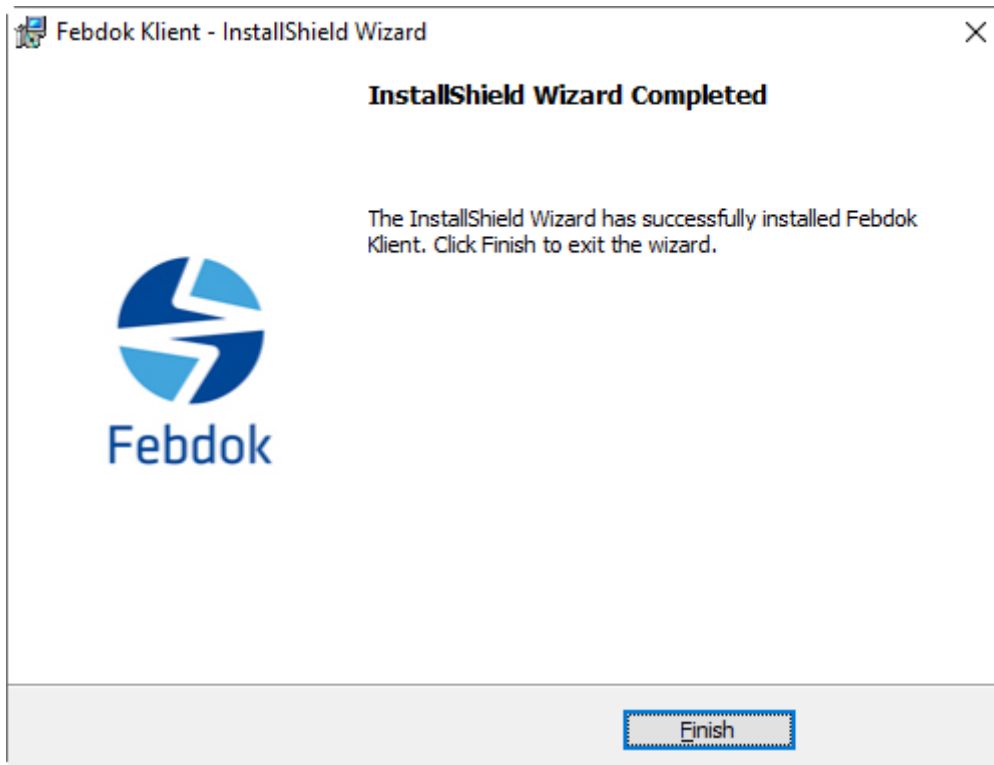 Febdok Klient - InstallShield Wizard
InstallShield Wizard Completed
The InstallShield Wizard has successfully installed Febdok
Klient. Click Finish to exit the wizard.
Febdok
Finish